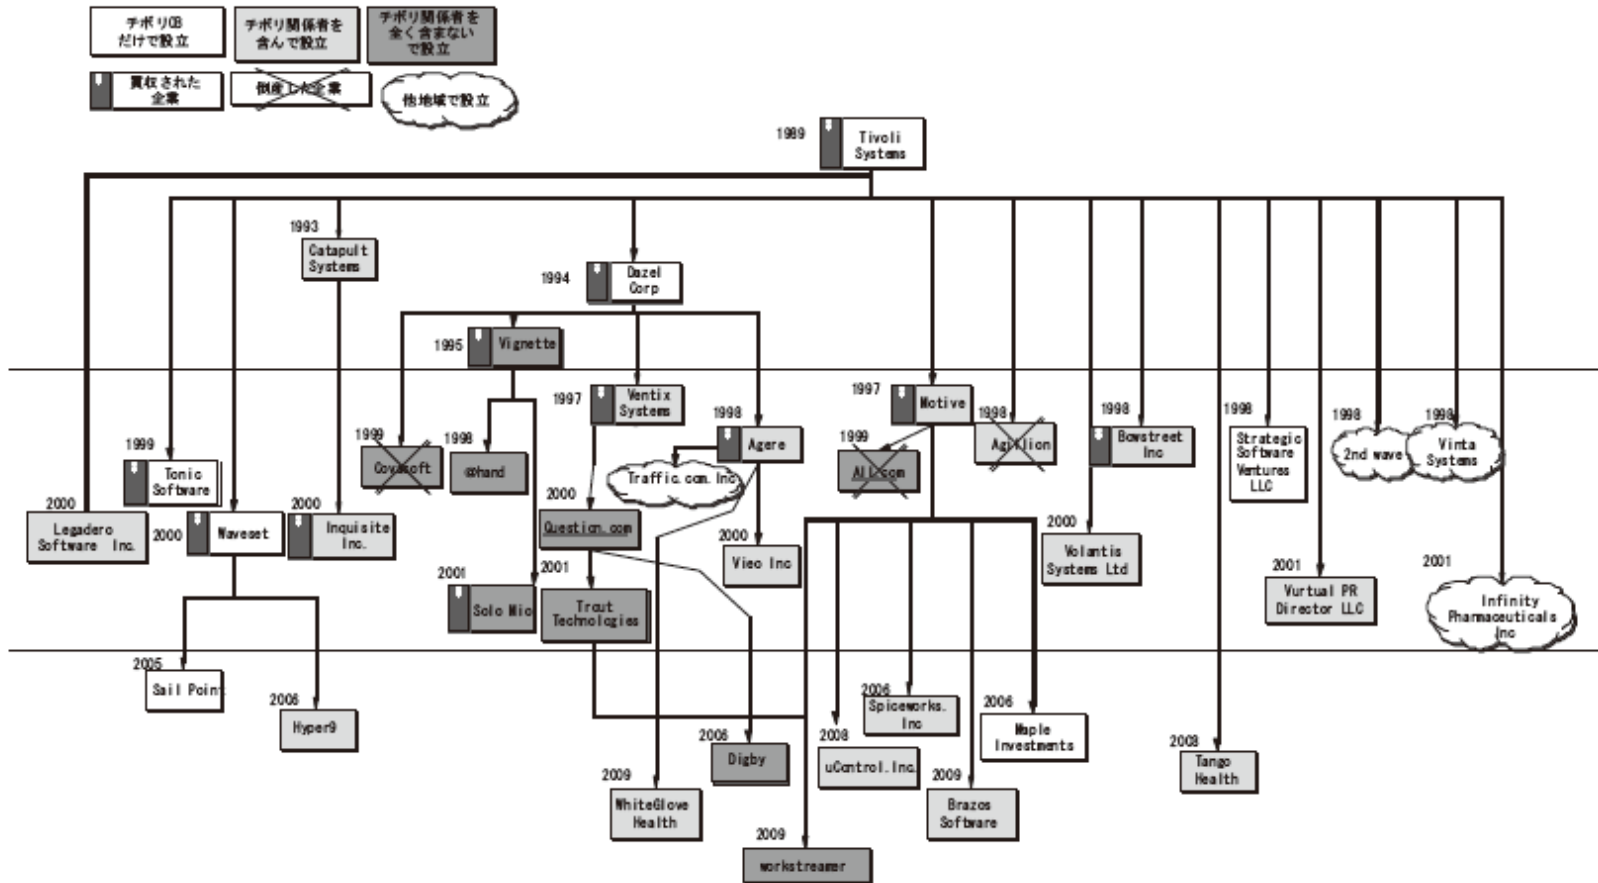 チボリOB
だけで設立
チボリ関係者を
含んで設立
チボリ関係者を
全く含まない
で設立
買収された
企業
倒産した企業
他地域で設立
1989
Tivoli
Systems
1993
Catapult
Systems
1994
Dazel
Corp
1995
Vignette
1997
Ventix
Systems
1998
Agere
1997
Motive
1998
Agillion
1999
ALL.com
1998
Bowstreet
Inc
1998
Strategic
Software
Ventures
LLC
1998
2nd wave
1998
Vinta
Systems
1999
Tonic
Software
1999
Covasoft
1998
@hand
Traffic.com.Inc
2000
Legadero
Software Inc.
2000
Waveset
2000
Inquisite
Inc.
2000
Question.com
2000
Vieo Inc
2000
Volantis
Systems Ltd
2001
Solo Mio
2001
Trout
Technologies
2001
Vurtual PR
Director LLC
2001
Infinity
Pharmaceuticals
Inc
2005
Sail Point
2006
Hyper9
2006
Digby
2006
Spiceworks.
Inc
2006
Maple
Investments
2008
uControl.Inc.
2008
Tango
Health
2009
WhiteGlove
Health
2009
Brazos
Software
2009
workstreamer